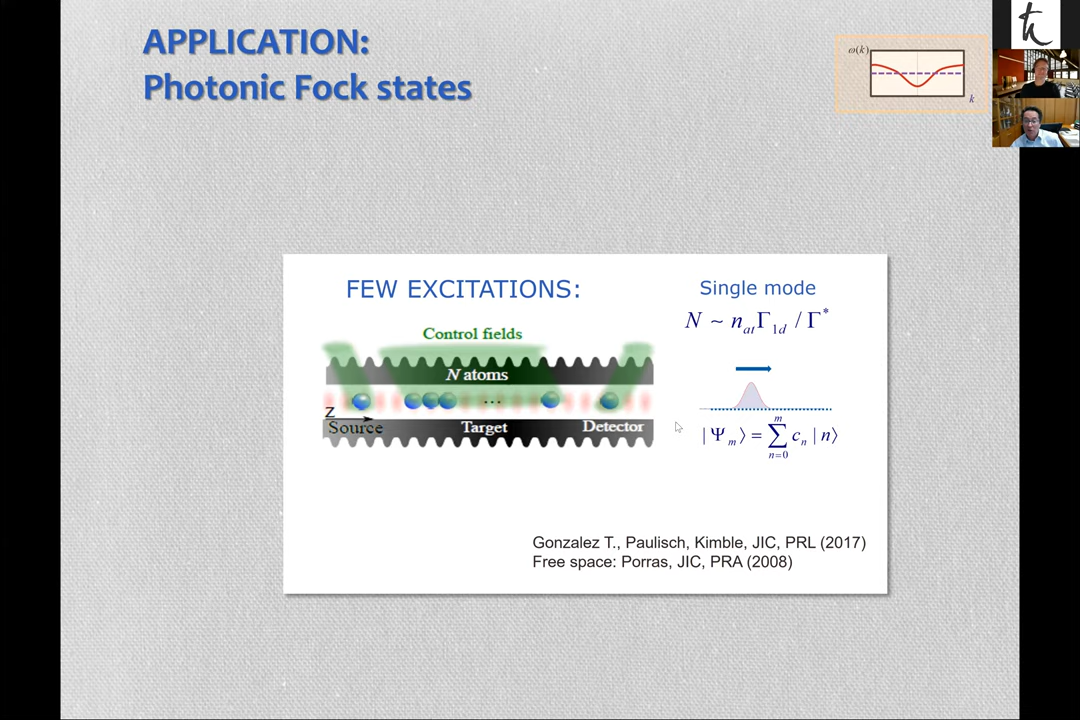 APPLICATION:
Photonic Fock states
ω(k)
k
FEW EXCITATIONS:
Single mode
N ~ n_at Γ_1d / Γ^*
Control fields
N atoms
...
Z
Source
Target
Detector
| Ψ_m ⟩ = ∑_{n=0}^{m} c_n | n ⟩
Gonzalez T., Paulisch, Kimble, JIC, PRL (2017)
Free space: Porras, JIC, PRA (2008)